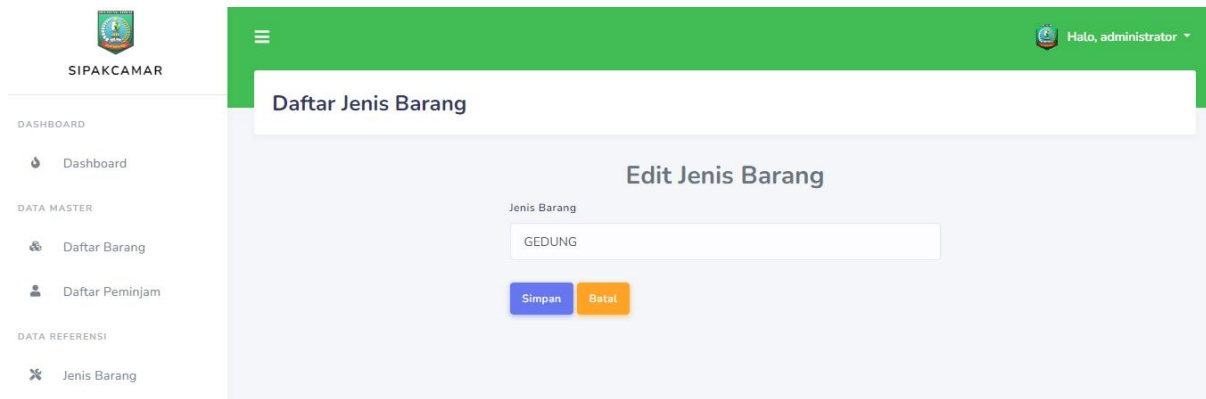 SIPAKCAMAR
DASHBOARD
Dashboard
DATA MASTER
Daftar Barang
Daftar Peminjam
DATA REFERENSI
Jenis Barang
Halo, administrator
Daftar Jenis Barang
Edit Jenis Barang
Jenis Barang
GEDUNG
Simpan Batal